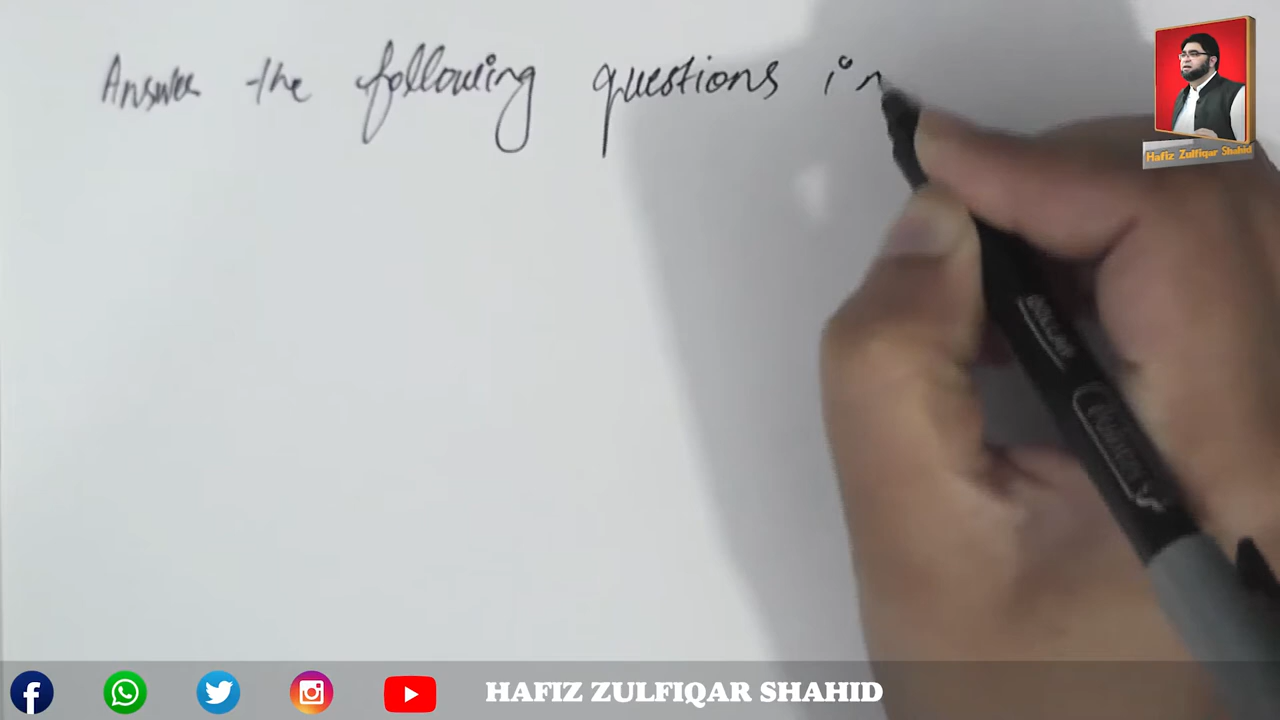 Answer the following questions in
Hafiz Zulfiqar Shahid
HAFIZ ZULFIQAR SHAHID